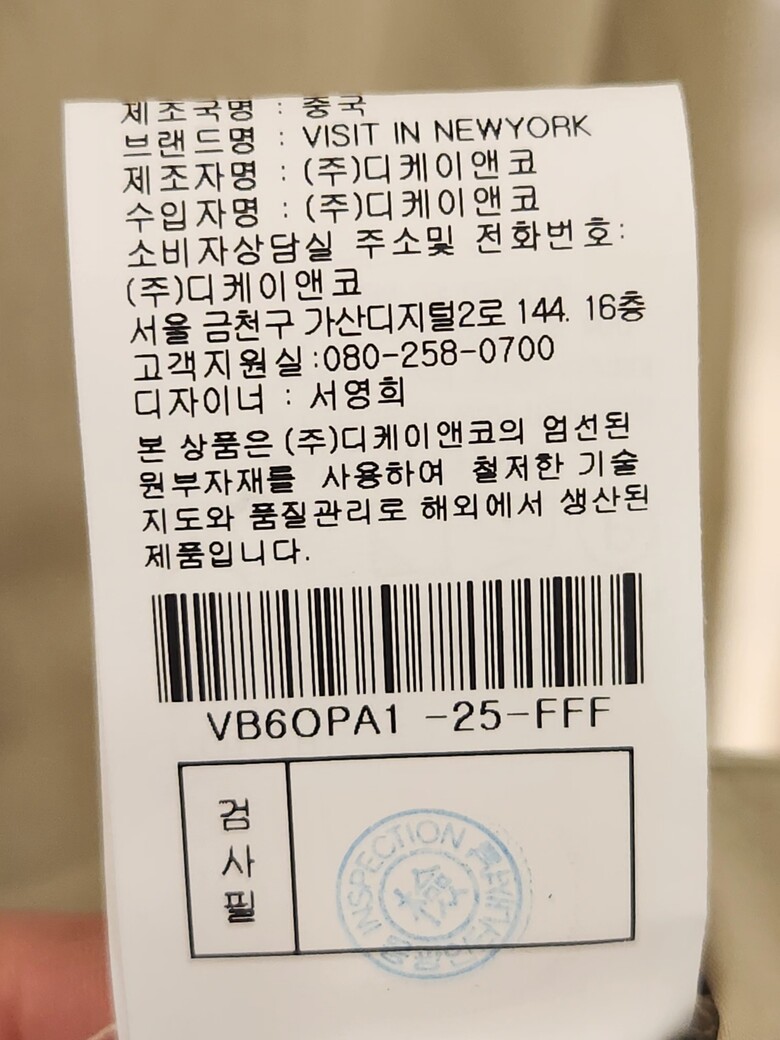 제조국명 : 중국
브랜드명 : VISIT IN NEWYORK
제조자명 : (주)디케이앤코
수입자명 : (주)디케이앤코
소비자상담실 주소및 전화번호:
(주)디케이앤코
서울 금천구 가산디지털2로 144. 16층
고객지원실:080-258-0700
디자이너 : 서영희
본 상품은 (주)디케이앤코의 엄선된
원부자재를 사용하여 철저한 기술
지도와 품질관리로 해외에서 생산된
제품입니다.
VB6OPA1 -25-FFF
검사필
INSPECTION
檢